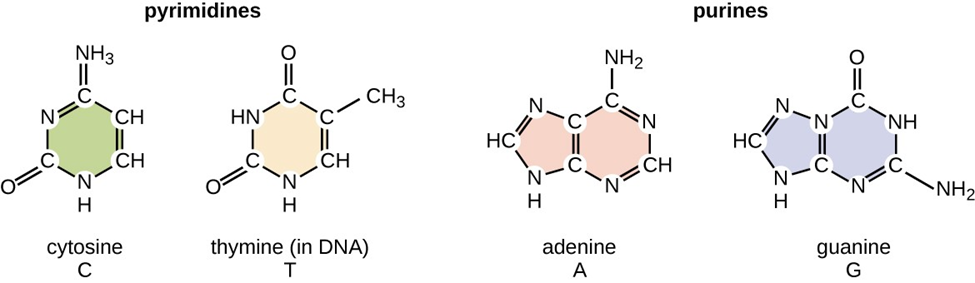 pyrimidines
purines
NH3
N
C
CH
C
CH
N
H
O
cytosine
C
O
C
HN
C
CH3
C
CH
N
H
O
thymine (in DNA)
T
NH2
N
C
C
N
HC
C
CH
N
H
N
adenine
A
O
N
N
C
NH
HC
C
C
N
H
N
NH2
guanine
G